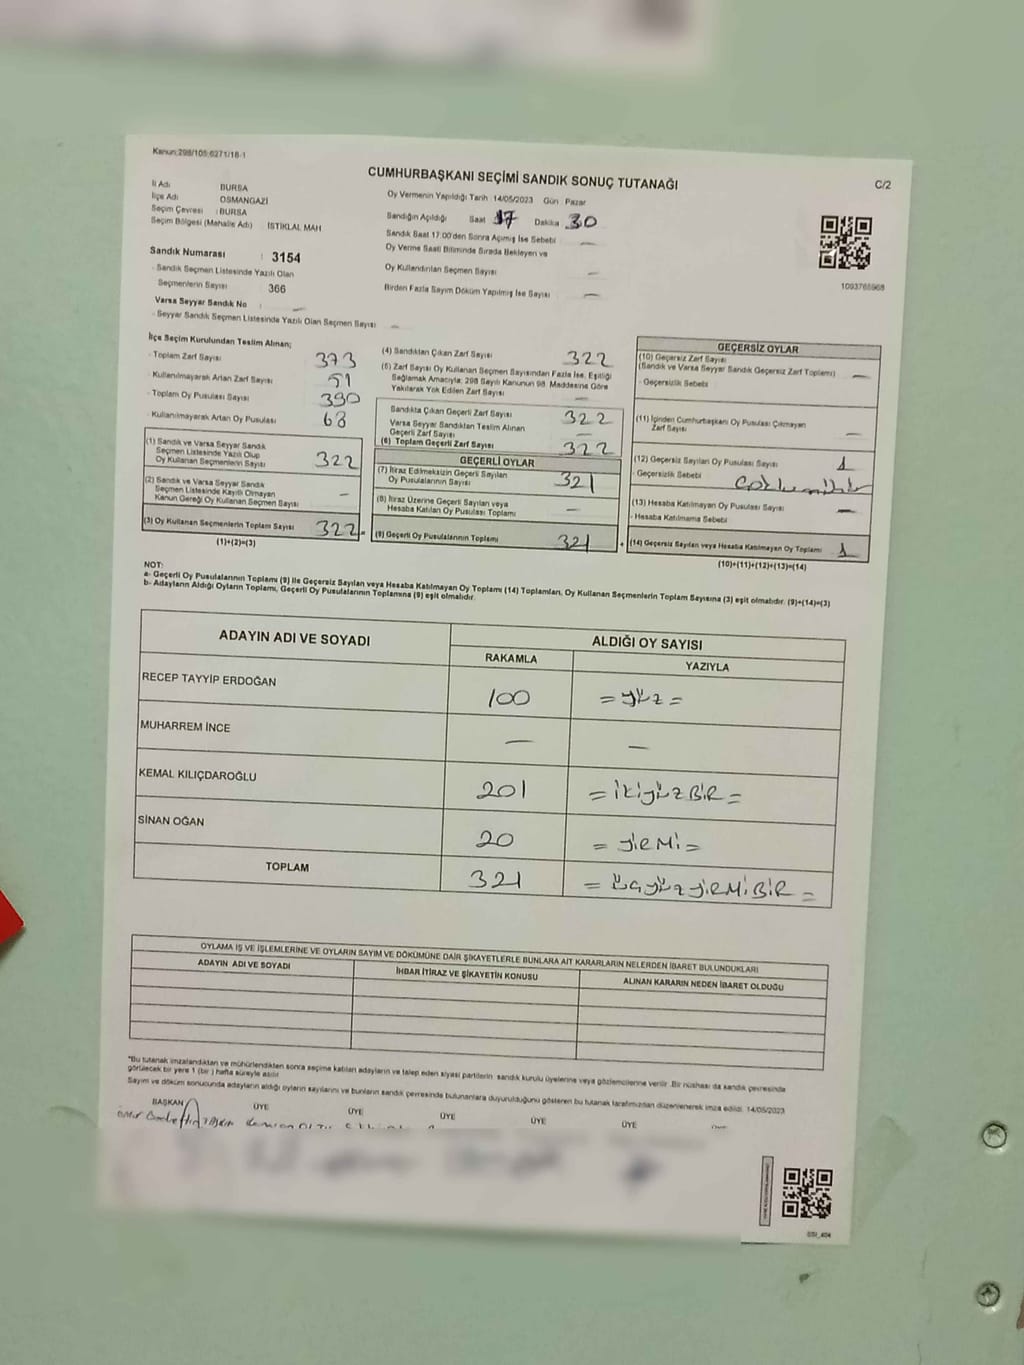 Kanun:298/105-6271/18-1
CUMHURBAŞKANI SEÇİMİ SANDIK SONUÇ TUTANAĞI
C/2
İl Adı BURSA
İlçe Adı OSMANGAZİ
Seçim Çevresi : BURSA
Seçim Bölgesi (Mahalle Adı) İSTİKLAL MAH
Sandık Numarası : 3154
- Sandık Seçmen Listesinde Yazılı Olan
Seçmenlerin Sayısı 366
Varsa Seyyar Sandık No : —
- Seyyar Sandık Seçmen Listesinde Yazılı Olan Seçmen Sayısı —
Oy Vermenin Yapıldığı Tarih 14/05/2023 Gün Pazar
Sandığın Açıldığı Saat 17 Dakika 30
Sandık Saat 17:00'den Sonra Açımış İse Sebebi —
Oy Verme Saati Bitiminde Sırada Bekleyen ve
Oy Kullandırılan Seçmen Sayısı —
Birden Fazla Sayım Döküm Yapılmış İse Sayısı —
1093765968
İlçe Seçim Kurulundan Teslim Alınan;
- Toplam Zarf Sayısı 373
- Kullanılmayarak Artan Zarf Sayısı 51
- Toplam Oy Pusulası Sayısı 390
- Kullanılmayarak Artan Oy Pusulası 68
(1) Sandık ve Varsa Seyyar Sandık
Seçmen Listesinde Yazılı Olup
Oy Kullanan Seçmenlerin Sayısı 322
(2) Sandık ve Varsa Seyyar Sandık
Seçmen Listesinde Kayıtlı Olmayan
Kanun Gereği Oy Kullanan Seçmen Sayısı —
(3) Oy Kullanan Seçmenlerin Toplam Sayısı 322 =
(1)+(2)=(3)
(4) Sandıktan Çıkan Zarf Sayısı 322
(5) Zarf Sayısı Oy Kullanan Seçmen Sayısından Fazla İse, Eşitliği
Sağlamak Amacıyla; 298 Sayılı Kanunun 98. Maddesine Göre
Yakılarak Yok Edilen Zarf Sayısı —
Sandıkta Çıkan Geçerli Zarf Sayısı 322
Varsa Seyyar Sandıktan Teslim Alınan
Geçerli Zarf Sayısı —
(6) Toplam Geçerli Zarf Sayısı 322
GEÇERLİ OYLAR
(7) İtiraz Edilmeksizin Geçerli Sayılan
Oy Pusulalarının Sayısı 321
(8) İtiraz Üzerine Geçerli Sayılan veya
Hesaba Katılan Oy Pusulası Toplamı —
(9) Geçerli Oy Pusulalarının Toplamı 321 +
GEÇERSİZ OYLAR
(10) Geçersiz Zarf Sayısı
(Sandık ve Varsa Seyyar Sandık Geçersiz Zarf Toplamı) —
- Geçersizlik Sebebi
(11) İçinden Cumhurbaşkanı Oy Pusulası Çıkmayan
Zarf Sayısı —
(12) Geçersiz Sayılan Oy Pusulası Sayısı 1
- Geçersizlik Sebebi
(13) Hesaba Katılmayan Oy Pusulası Sayısı —
- Hesaba Katılmama Sebebi
(14) Geçersiz Sayılan veya Hesaba Katılmayan Oy Toplamı 1
(10)+(11)+(12)+(13)=(14)
NOT:
a- Geçerli Oy Pusulalarının Toplamı (9) ile Geçersiz Sayılan veya Hesaba Katılmayan Oy Toplamı (14) Toplamları, Oy Kullanan Seçmenlerin Toplam Sayısına (3) eşit olmalıdır. (9)+(14)=(3)
b- Adayların Aldığı Oyların Toplamı, Geçerli Oy Pusulalarının Toplamına (9) eşit olmalıdır.
ADAYIN ADI VE SOYADI ALDIĞI OY SAYISI
RAKAMLA YAZIYLA
RECEP TAYYİP ERDOĞAN 100 = yüz =
MUHARREM İNCE — —
KEMAL KILIÇDAROĞLU 201 = İKİYÜZBİR =
SİNAN OĞAN 20 = YİRMİ =
TOPLAM 321 = ÜÇYÜZYİRMİBİR =
OYLAMA İŞ VE İŞLEMLERİNE VE OYLARIN SAYIM VE DÖKÜMÜNE DAİR ŞİKAYETLERLE BUNLARA AİT KARARLARIN NELERDEN İBARET BULUNDUKLARI
ADAYIN ADI VE SOYADI İHBAR İTİRAZ VE ŞİKAYETİN KONUSU ALINAN KARARIN NEDEN İBARET OLDUĞU
*Bu tutanak imzalandıktan ve mühürlendikten sonra seçime katılan adayların ve talep eden siyasi partilerin sandık kurulu üyelerine veya gözlemcilerine verilir. Bir nüshası da sandık çevresinde
görülecek bir yere 1 (bir) hafta süreyle asılır.
Sayım ve döküm sonucunda adayların aldığı oyların sayılarını ve bunların sandık çevresinde bulunanlara duyurulduğunu gösteren bu tutanak tarafımızdan düzenlenerek imza edildi. 14/05/2023
BAŞKAN ÜYE ÜYE ÜYE ÜYE ÜYE